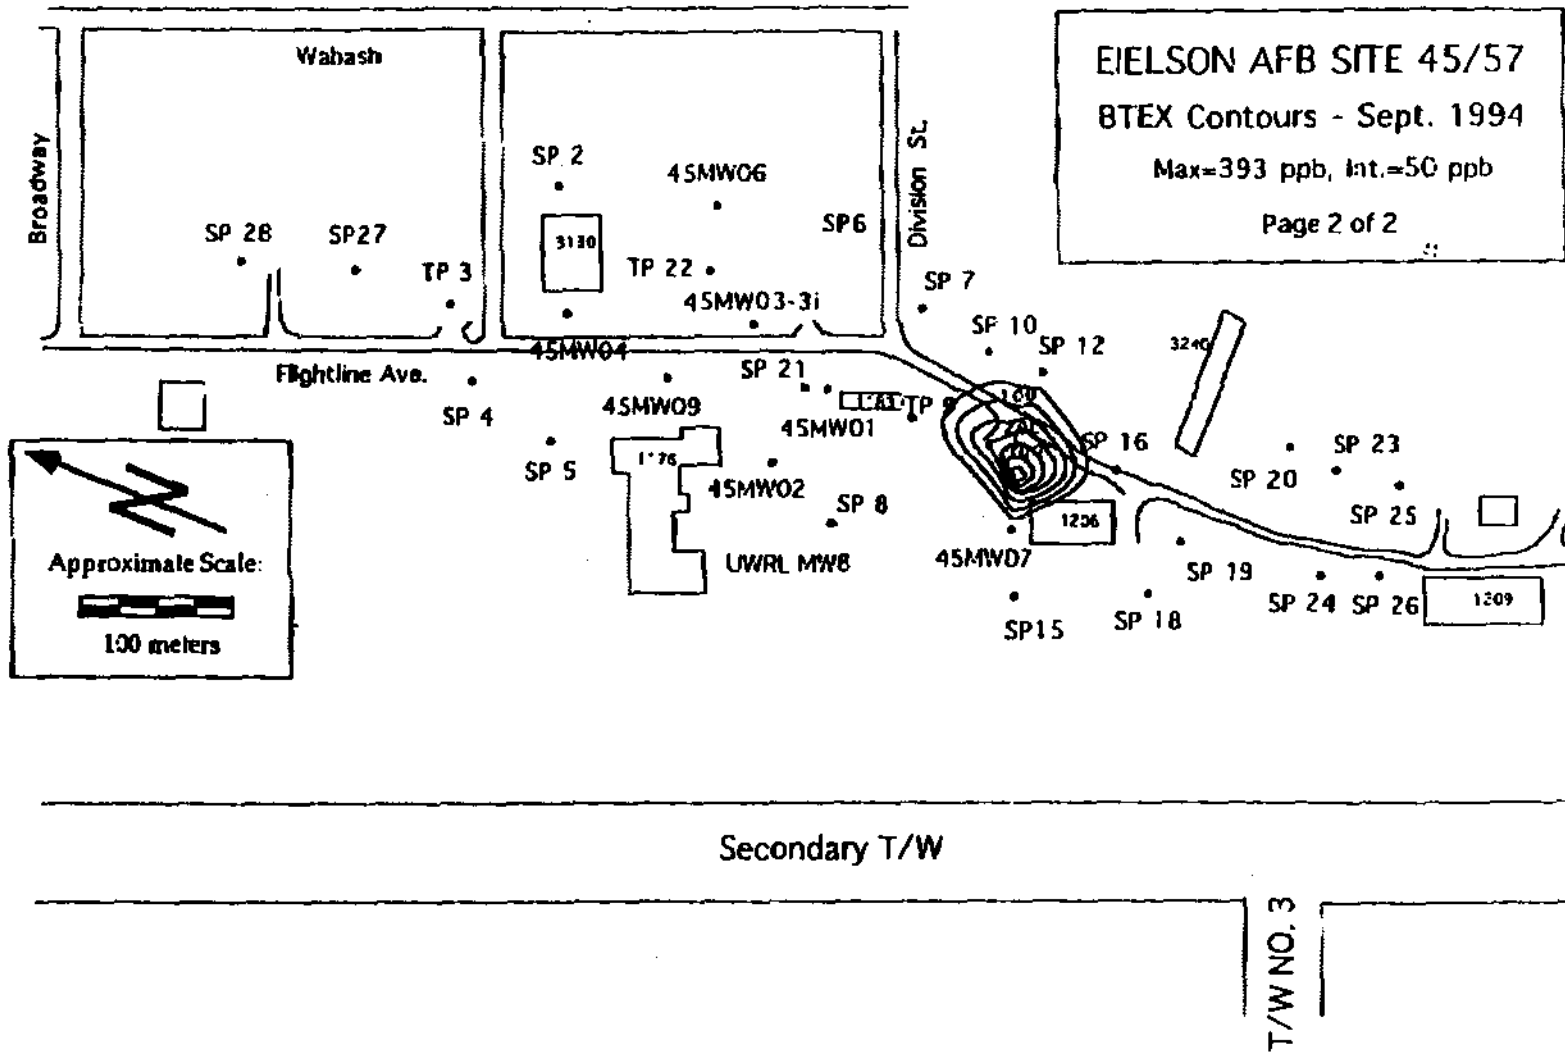 Wabash
EIELSON AFB SITE 45/57
BTEX Contours - Sept. 1994
Max=393 ppb, Int.=50 ppb
Page 2 of 2
Broadway
Division St.
SP 2
45MW06
SP6
3130
SP 28
SP27
TP 3
TP 22
45MW03-3i
SP 7
SP 10
SP 12
3240
45MW04
Flightline Ave.
SP 4
45MW09
SP 21
45MW01
TP 9
100
SP 5
45MW02
SP 16
SP 20
SP 23
SP 25
SP 8
UWRL MW8
45MW07
1206
SP 19
SP 24
SP 26
1209
SP15
SP 18
Approximate Scale:
100 meters
Secondary T/W
T/W NO. 3